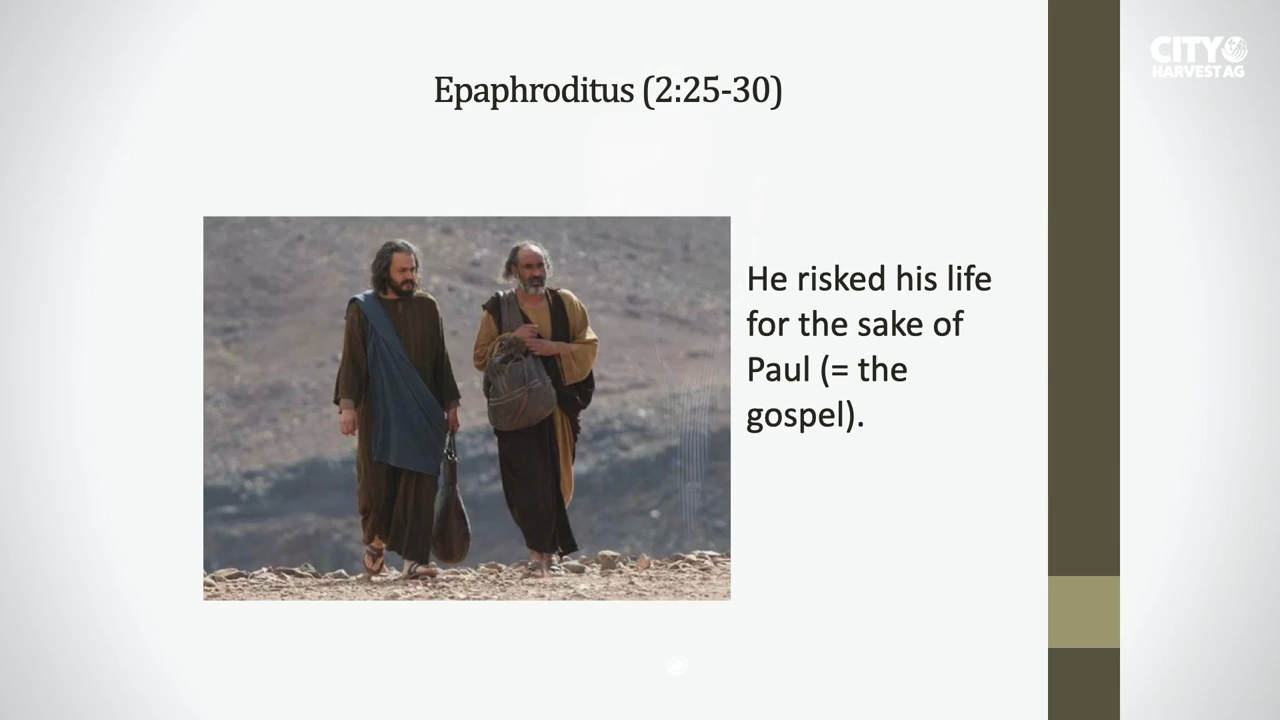 CITY
HARVEST AG
Epaphroditus (2:25-30)
He risked his life
for the sake of
Paul (= the
gospel).